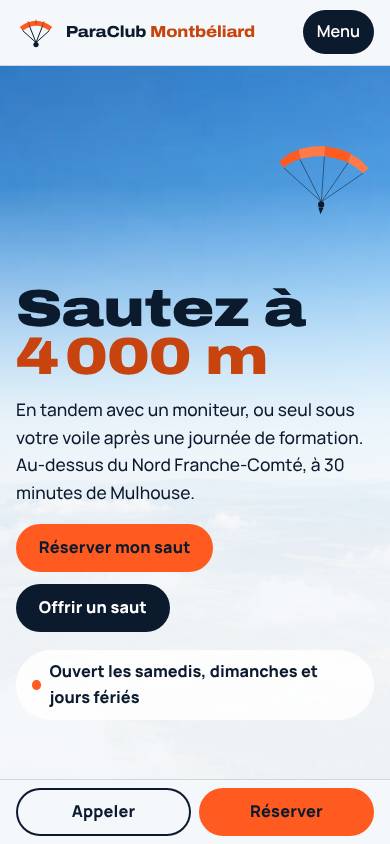 ParaClub Montbéliard
Menu
Sautez à
4 000 m
En tandem avec un moniteur, ou seul sous
votre voile après une journée de formation.
Au-dessus du Nord Franche-Comté, à 30
minutes de Mulhouse.
Réserver mon saut
Offrir un saut
Ouvert les samedis, dimanches et
jours fériés
Appeler
Réserver